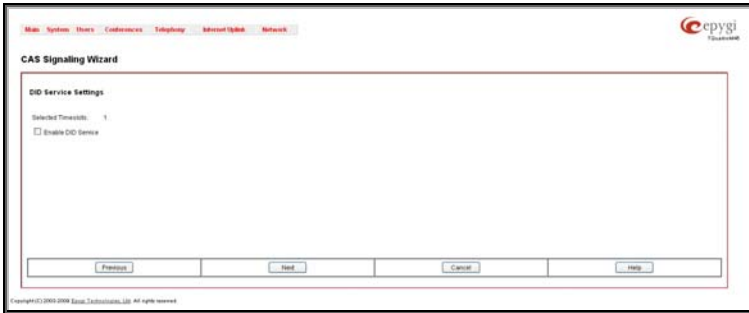 Main System Users Conferences Telephony Internet Uplink Network
epygi
CAS Signaling Wizard
DID Service Settings
Selected Timeslots: 1
Enable DID Service
Previous Next Cancel Help
Copyright (C) 2003-2008 Epygi Technologies, Ltd. All rights reserved.